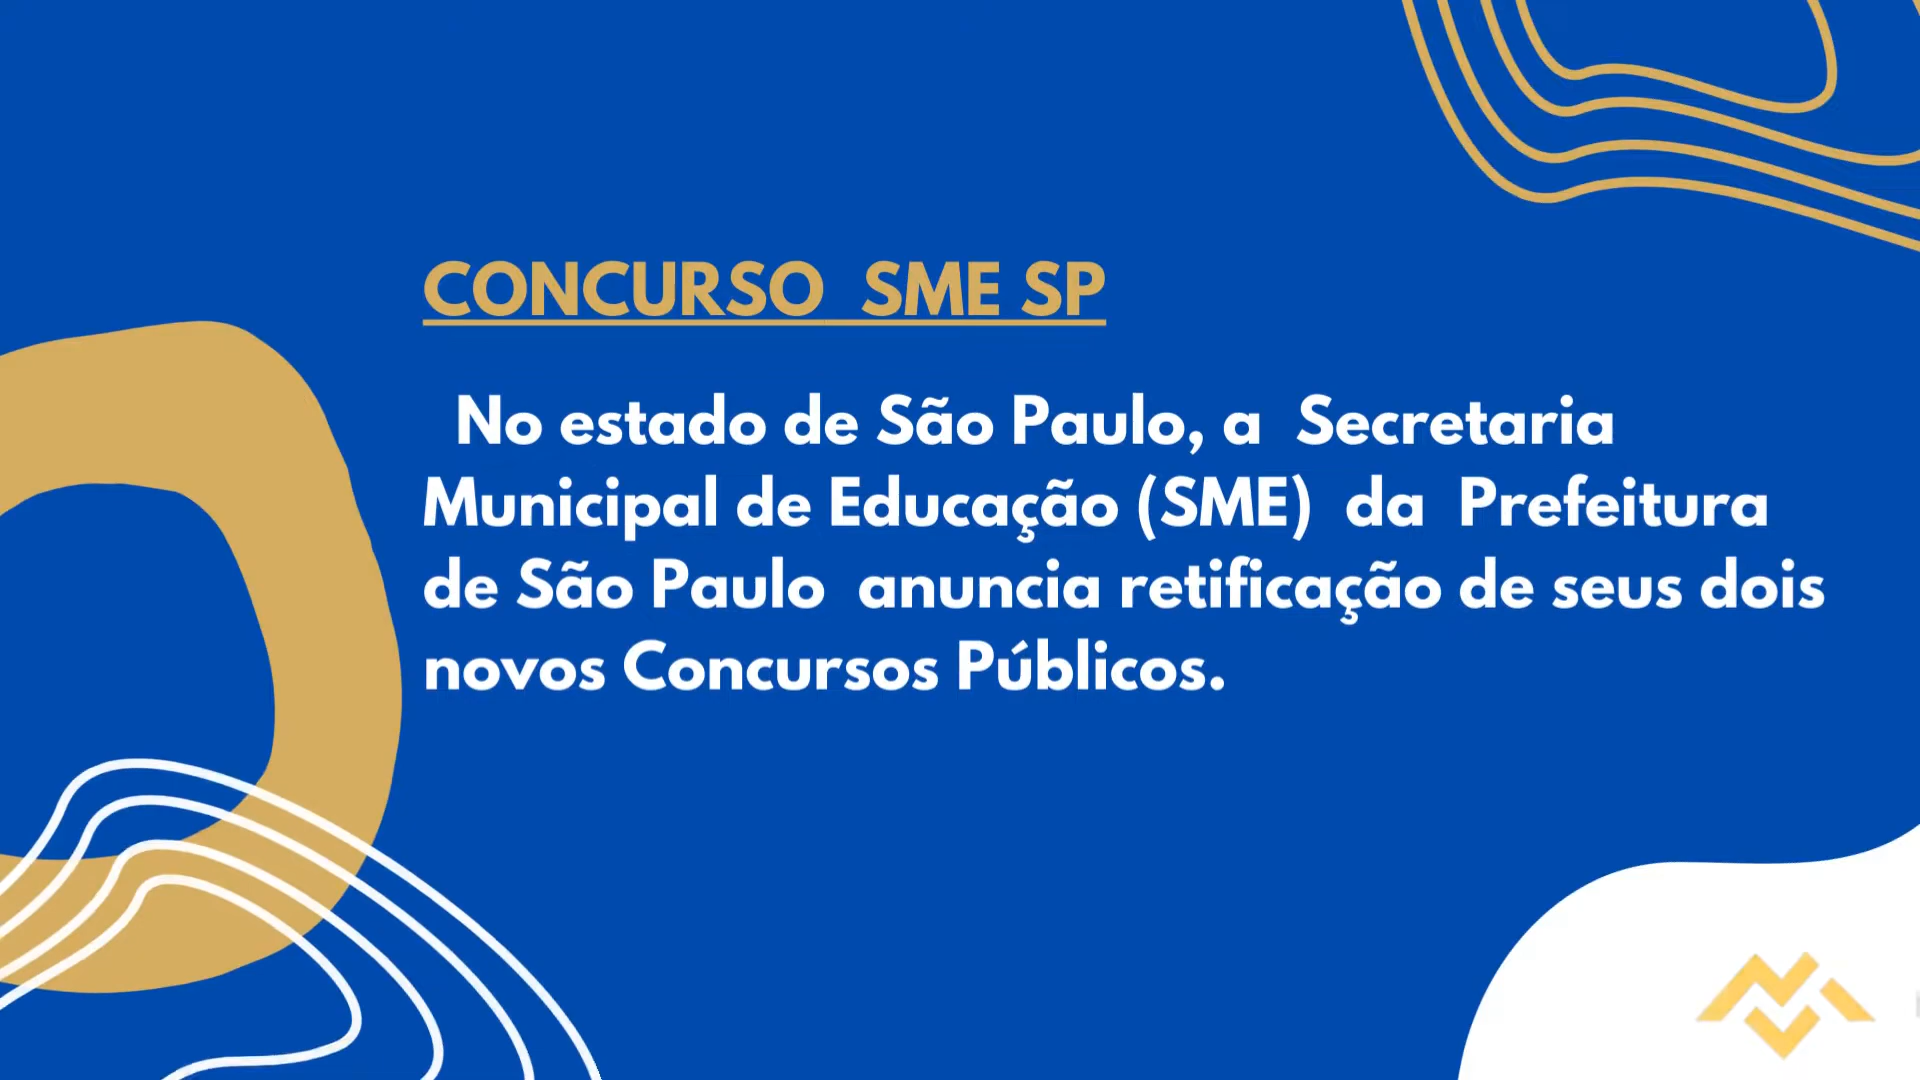 CONCURSO SME SP
No estado de São Paulo, a Secretaria
Municipal de Educação (SME) da Prefeitura
de São Paulo anuncia retificação de seus dois
novos Concursos Públicos.